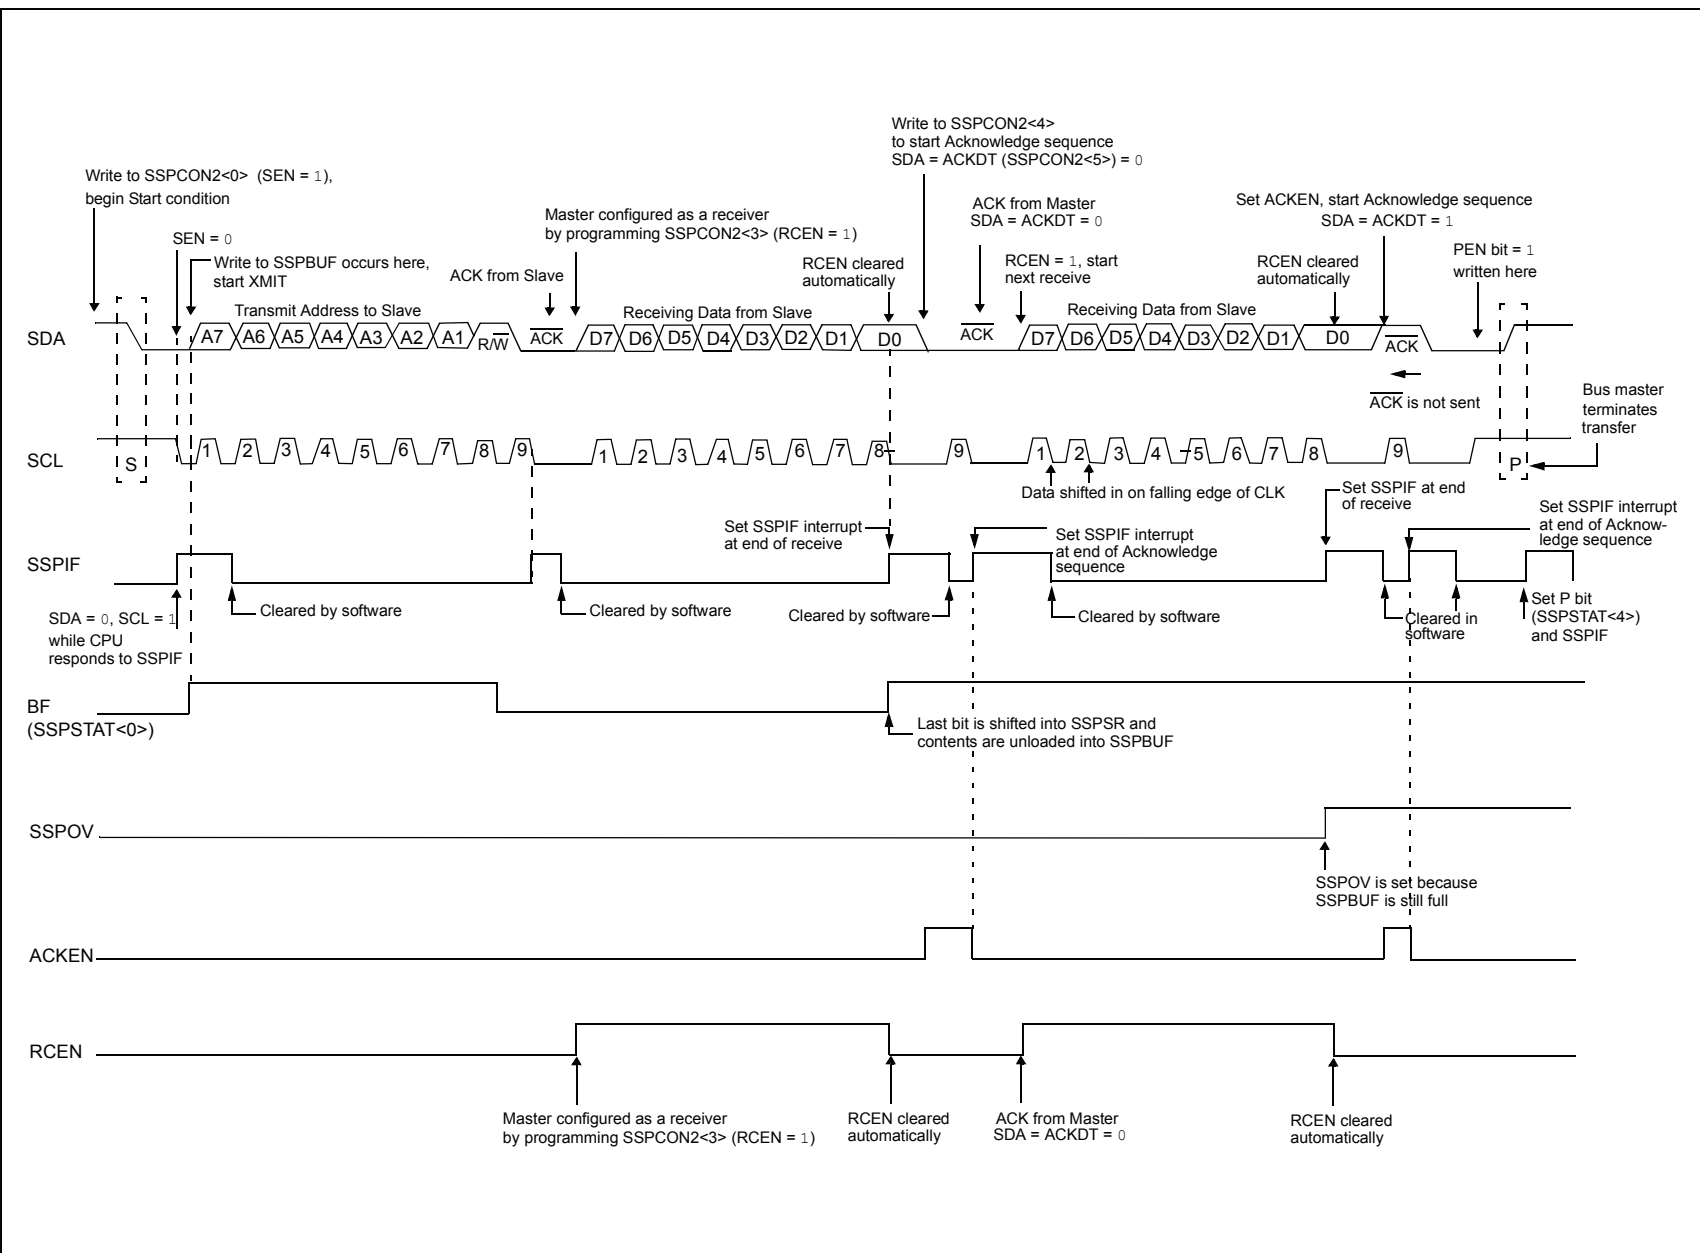 Write to SSPCON2<4>
to start Acknowledge sequence
SDA = ACKDT (SSPCON2<5>) = 0
Write to SSPCON2<0> (SEN = 1),
begin Start condition
ACK from Master
SDA = ACKDT = 0
Set ACKEN, start Acknowledge sequence
SDA = ACKDT = 1
Master configured as a receiver
by programming SSPCON2<3> (RCEN = 1)
SEN = 0
Write to SSPBUF occurs here,
start XMIT
ACK from Slave
RCEN cleared
automatically
RCEN = 1, start
next receive
RCEN cleared
automatically
PEN bit = 1
written here
Transmit Address to Slave
Receiving Data from Slave
Receiving Data from Slave
SDA A7 A6 A5 A4 A3 A2 A1 R/W ACK D7 D6 D5 D4 D3 D2 D1 D0 ACK D7 D6 D5 D4 D3 D2 D1 D0 ACK
ACK is not sent
Bus master
terminates
transfer
SCL S 1 2 3 4 5 6 7 8 9 1 2 3 4 5 6 7 8 9 1 2 3 4 5 6 7 8 9 P
Data shifted in on falling edge of CLK
Set SSPIF at end
of receive
Set SSPIF interrupt
at end of receive
Set SSPIF interrupt
at end of Acknowledge
sequence
Set SSPIF interrupt
at end of Acknow-
ledge sequence
SSPIF
SDA = 0, SCL = 1
while CPU
responds to SSPIF
Cleared by software
Cleared by software
Cleared by software
Cleared by software
Cleared in
software
Set P bit
(SSPSTAT<4>)
and SSPIF
BF
(SSPSTAT<0>)
Last bit is shifted into SSPSR and
contents are unloaded into SSPBUF
SSPOV
SSPOV is set because
SSPBUF is still full
ACKEN
RCEN
Master configured as a receiver
by programming SSPCON2<3> (RCEN = 1)
RCEN cleared
automatically
ACK from Master
SDA = ACKDT = 0
RCEN cleared
automatically